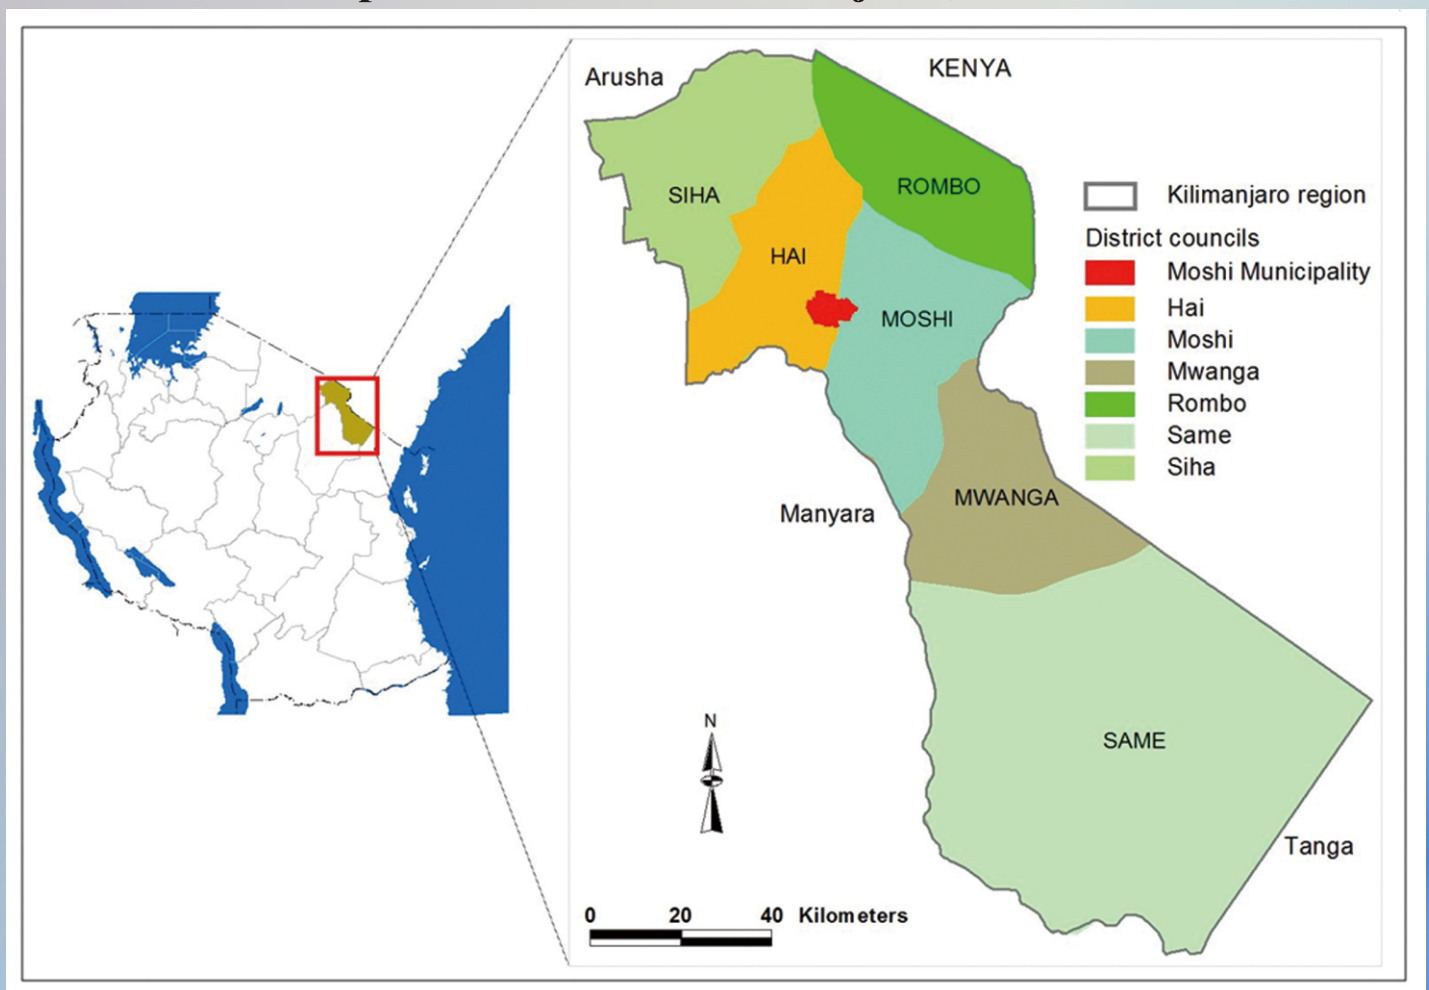 Arusha
KENYA
ROMBO
SIHA
HAI
MOSHI
MWANGA
Manyara
SAME
Tanga
Kilimanjaro region
District councils
Moshi Municipality
Hai
Moshi
Mwanga
Rombo
Same
Siha
N
0 20 40 Kilometers